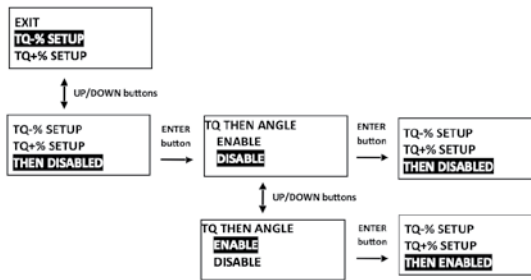 EXIT
TQ-% SETUP
TQ+% SETUP
UP/DOWN buttons
TQ-% SETUP
TQ+% SETUP
THEN DISABLED
ENTER
button
TQ THEN ANGLE
ENABLE
DISABLE
ENTER
button
TQ-% SETUP
TQ+% SETUP
THEN DISABLED
UP/DOWN buttons
TQ THEN ANGLE
ENABLE
DISABLE
ENTER
button
TQ-% SETUP
TQ+% SETUP
THEN ENABLED